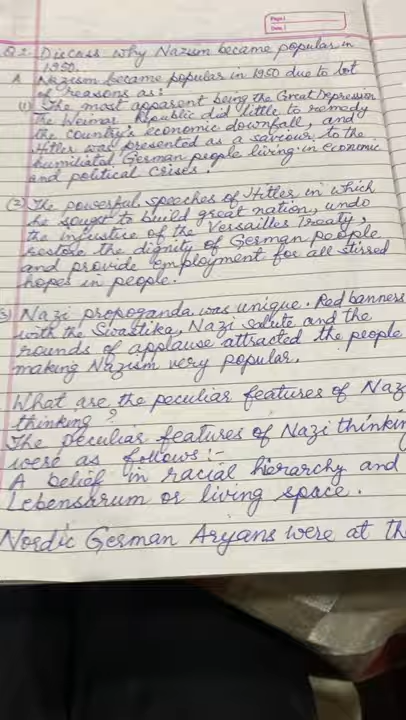 Page:
Date:
Q 2- Discuss why Nazism became popular in
1950.
A Nazism became popular in 1950 due to lot
of reasons as:
(1) The most apparent being the Great Depression
The Weimar Republic did little to remedy
the country's economic downfall, and
Hitler was presented as a saviour to the
humiliated German people living in economic
and political crises.
(2) The powerful speeches of Hitler in which
he sought to build great nation, undo
the injustice of the Versailles Treaty,
restore the dignity of German people
and provide employment for all stirred
hopes in people.
3) Nazi propoganda was unique. Red banners
with the Swastika, Nazi salute and the
rounds of applause attracted the people
making Nazism very popular.
What are the peculiar features of Naz
thinking ?
The peculiar features of Nazi thinkin
were as follows:-
A belief in racial hierarchy and
Lebensarum or living space.
Nordic German Aryans were at th